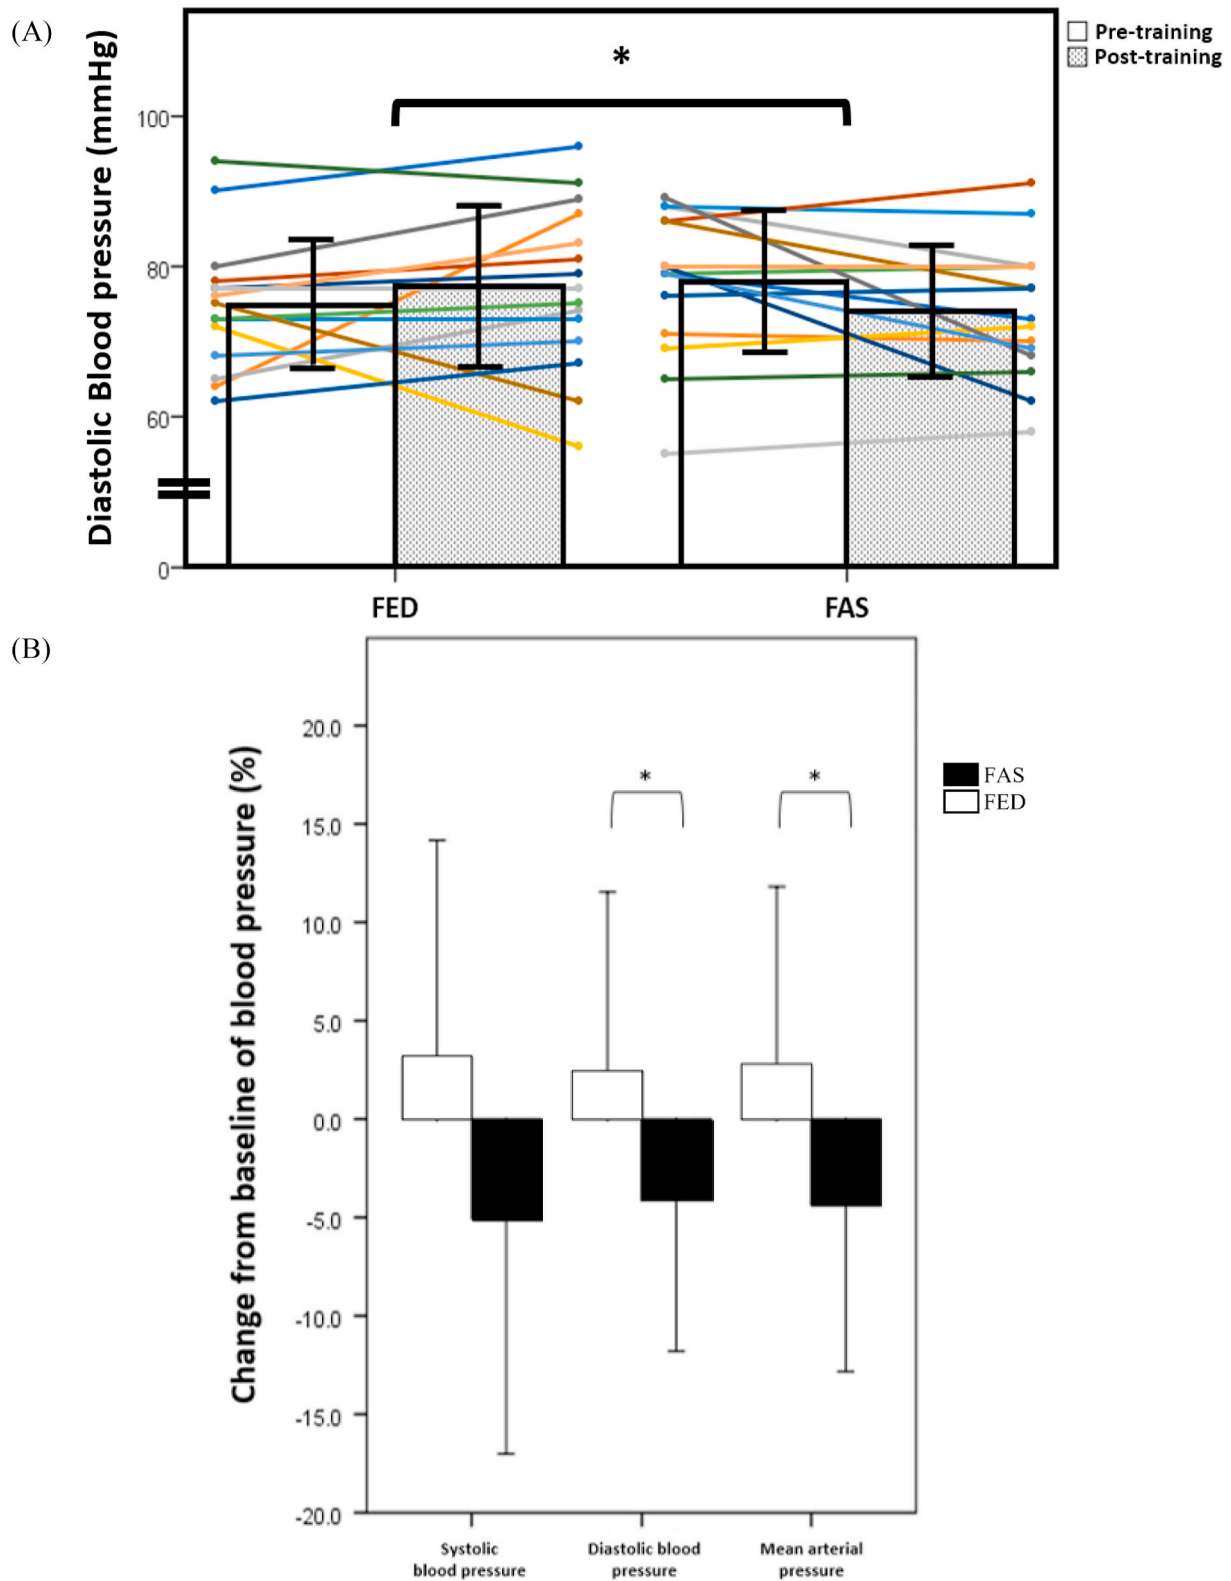 (A)
Diastolic Blood pressure (mmHg)
100
80
60
0
*
Pre-training
Post-training
FED
FAS
(B)
Change from baseline of blood pressure (%)
20.0
15.0
10.0
5.0
0.0
-5.0
-10.0
-15.0
-20.0
*
*
FAS
FED
Systolic
blood pressure
Diastolic blood
pressure
Mean arterial
pressure